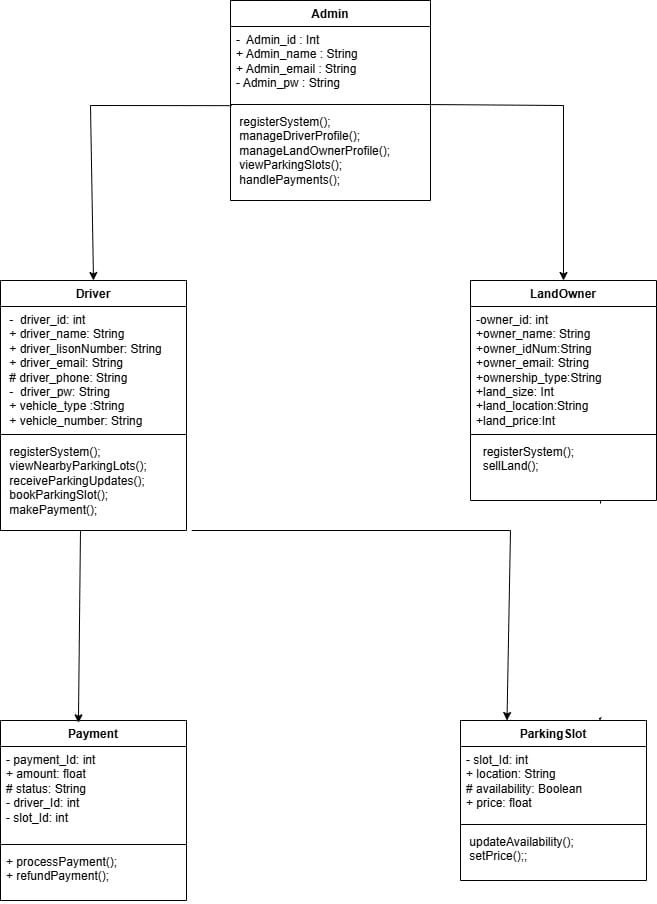 Admin
- Admin_id : Int
+ Admin_name : String
+ Admin_email : String
- Admin_pw : String
registerSystem();
manageDriverProfile();
manageLandOwnerProfile();
viewParkingSlots();
handlePayments();
Driver
- driver_id: int
+ driver_name: String
+ driver_lisonNumber: String
+ driver_email: String
# driver_phone: String
- driver_pw: String
+ vehicle_type :String
+ vehicle_number: String
registerSystem();
viewNearbyParkingLots();
receiveParkingUpdates();
bookParkingSlot();
makePayment();
LandOwner
-owner_id: int
+owner_name: String
+owner_idNum:String
+owner_email: String
+ownership_type:String
+land_size: Int
+land_location:String
+land_price:Int
registerSystem();
sellLand();
Payment
- payment_Id: int
+ amount: float
# status: String
- driver_Id: int
- slot_Id: int
+ processPayment();
+ refundPayment();
ParkingSlot
- slot_Id: int
+ location: String
# availability: Boolean
+ price: float
updateAvailability();
setPrice();;